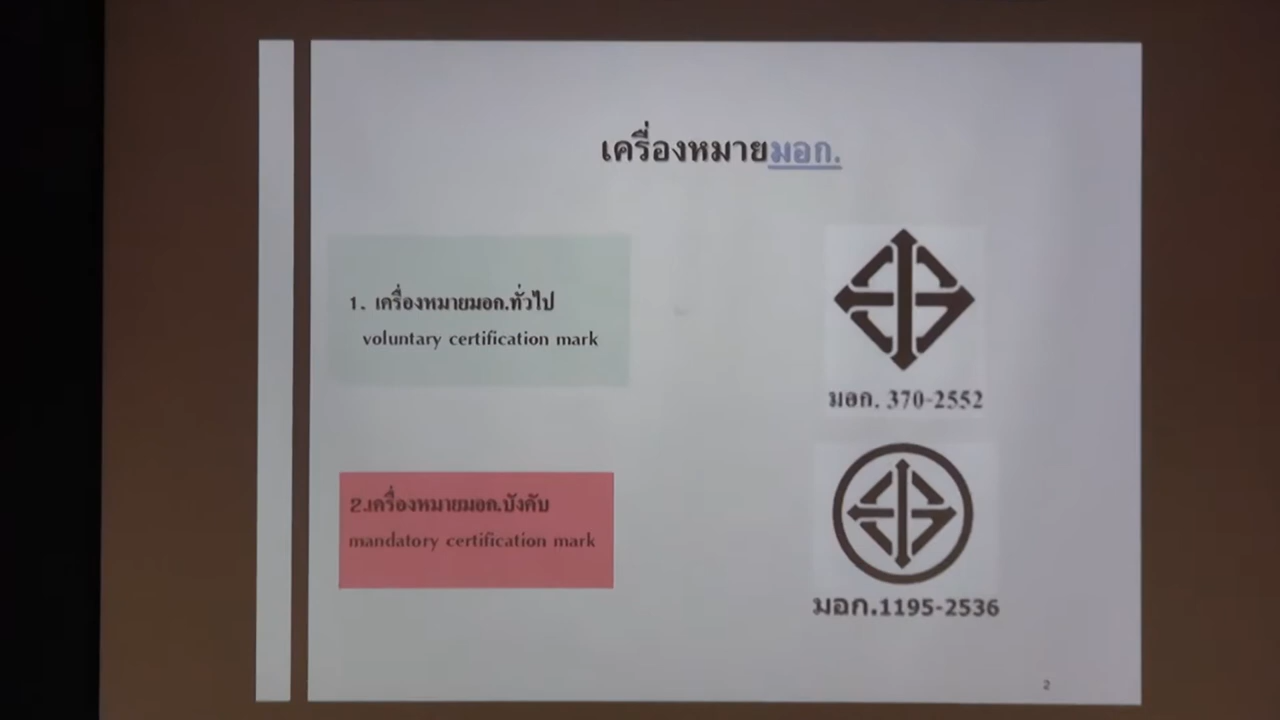 เครื่องหมายมอก.
1. เครื่องหมายมอก.ทั่วไป
voluntary certification mark
มอก. 370-2552
2.เครื่องหมายมอก.บังคับ
mandatory certification mark
มอก.1195-2536
2